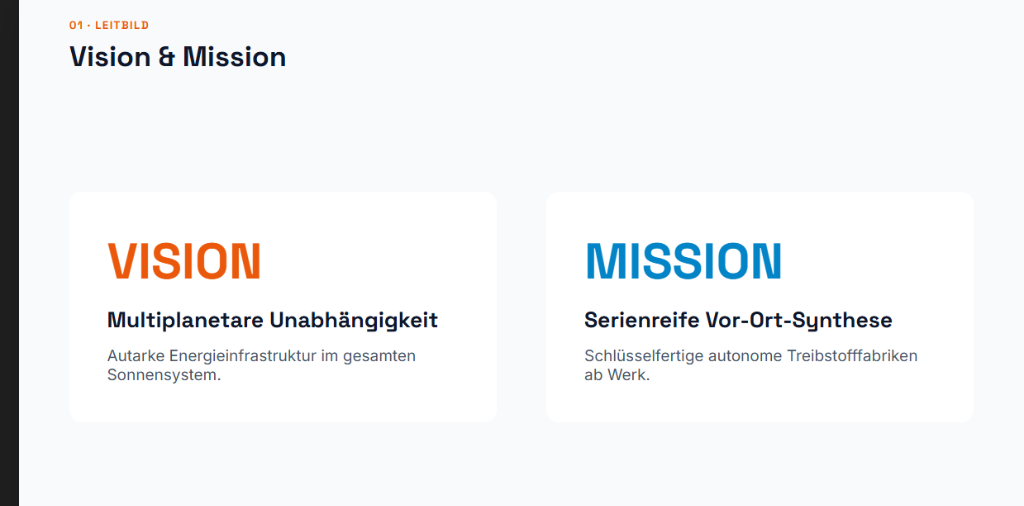 01 · LEITBILD
Vision & Mission
VISION
Multiplanetare Unabhängigkeit
Autarke Energieinfrastruktur im gesamten
Sonnensystem.
MISSION
Serienreife Vor-Ort-Synthese
Schlüsselfertige autonome Treibstofffabriken
ab Werk.